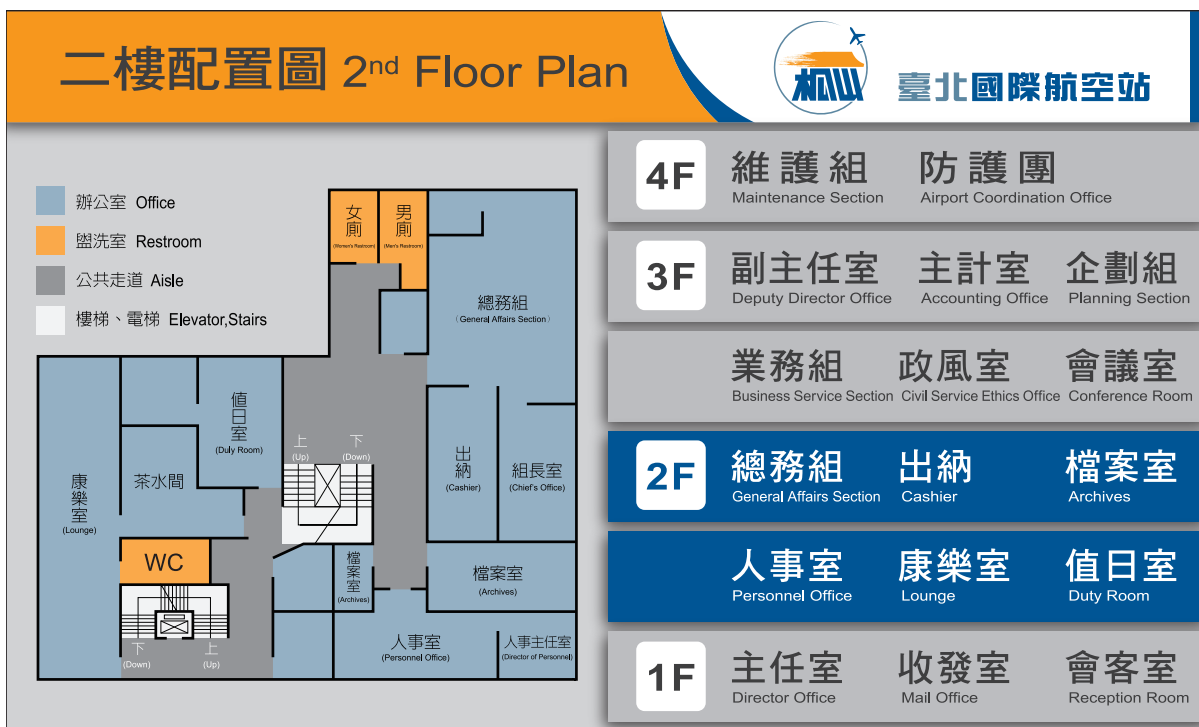 二樓配置圖 2nd Floor Plan
松山
臺北國際航空站
辦公室 Office
盥洗室 Restroom
公共走道 Aisle
樓梯、電梯 Elevator,Stairs
女廁
(Women's Restroom)
男廁
(Men's Restroom)
總務組
(General Affairs Section)
值日室
(Duly Room)
上
(Up)
下
(Down)
出納
(Cashier)
組長室
(Chief's Office)
康樂室
(Lounge)
茶水間
WC
檔案室
(Archives)
檔案室
(Archives)
下
(Down)
上
(Up)
人事室
(Personnel Office)
人事主任室
(Director of Personnel)
4F
維護組 防護團
Maintenance Section Airport Coordination Office
3F
副主任室 主計室 企劃組
Deputy Director Office Accounting Office Planning Section
業務組 政風室 會議室
Business Service Section Civil Service Ethics Office Conference Room
2F
總務組 出納 檔案室
General Affairs Section Cashier Archives
人事室 康樂室 值日室
Personnel Office Lounge Duty Room
1F
主任室 收發室 會客室
Director Office Mail Office Reception Room